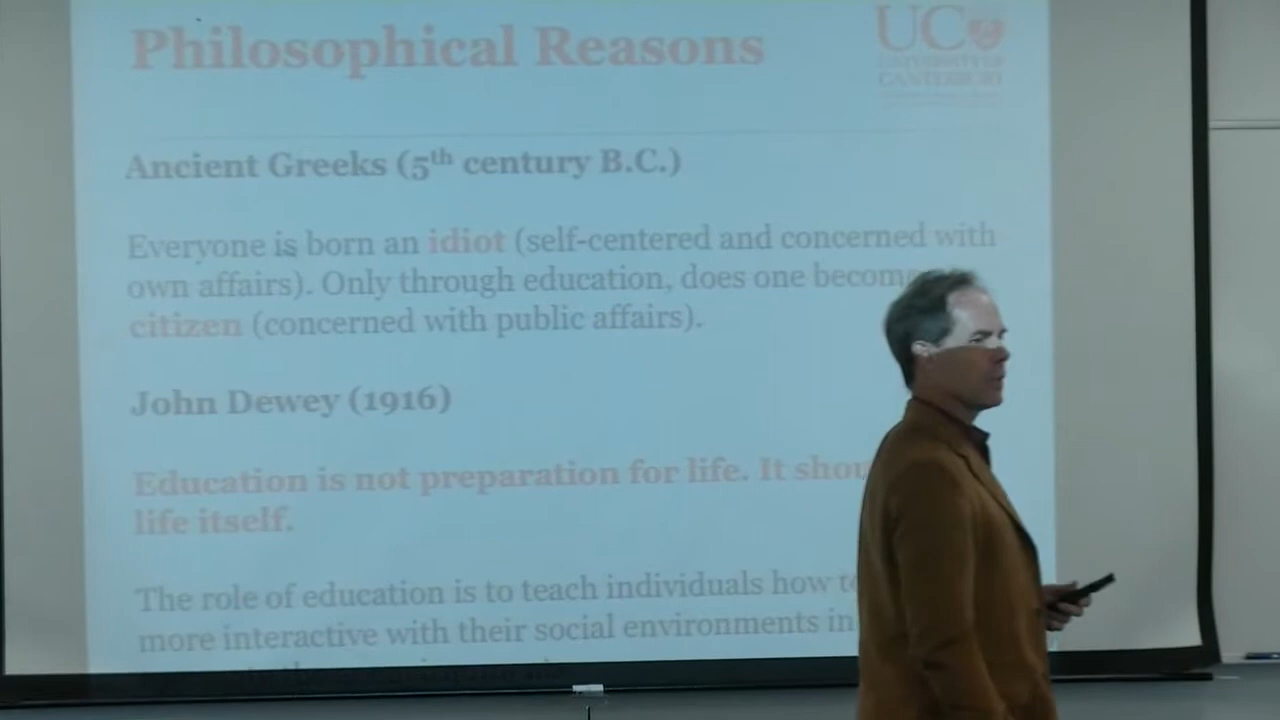 Philosophical Reasons
UC
UNIVERSITY OF
CANTERBURY
Ancient Greeks (5th century B.C.)
Everyone is born an idiot (self-centered and concerned with
own affairs). Only through education, does one become
citizen (concerned with public affairs).
John Dewey (1916)
Education is not preparation for life. It
life itself.
The role of education is to teach individuals how
more interactive with their social environments in